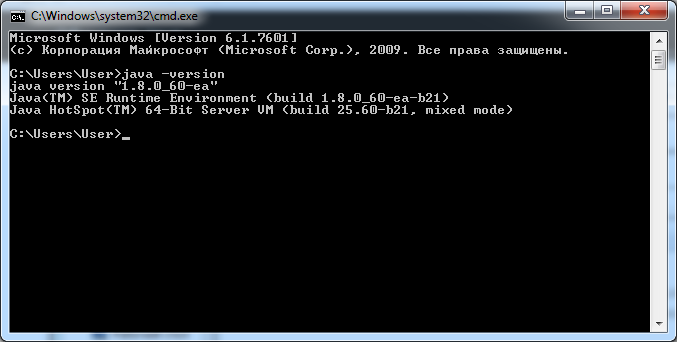 C:\Windows\system32\cmd.exe
Microsoft Windows [Version 6.1.7601]
(c) Корпорация Майкрософт (Microsoft Corp.), 2009. Все права защищены.
C:\Users\User>java -version
java version "1.8.0_60-ea"
Java(TM) SE Runtime Environment (build 1.8.0_60-ea-b21)
Java HotSpot(TM) 64-Bit Server VM (build 25.60-b21, mixed mode)
C:\Users\User>_